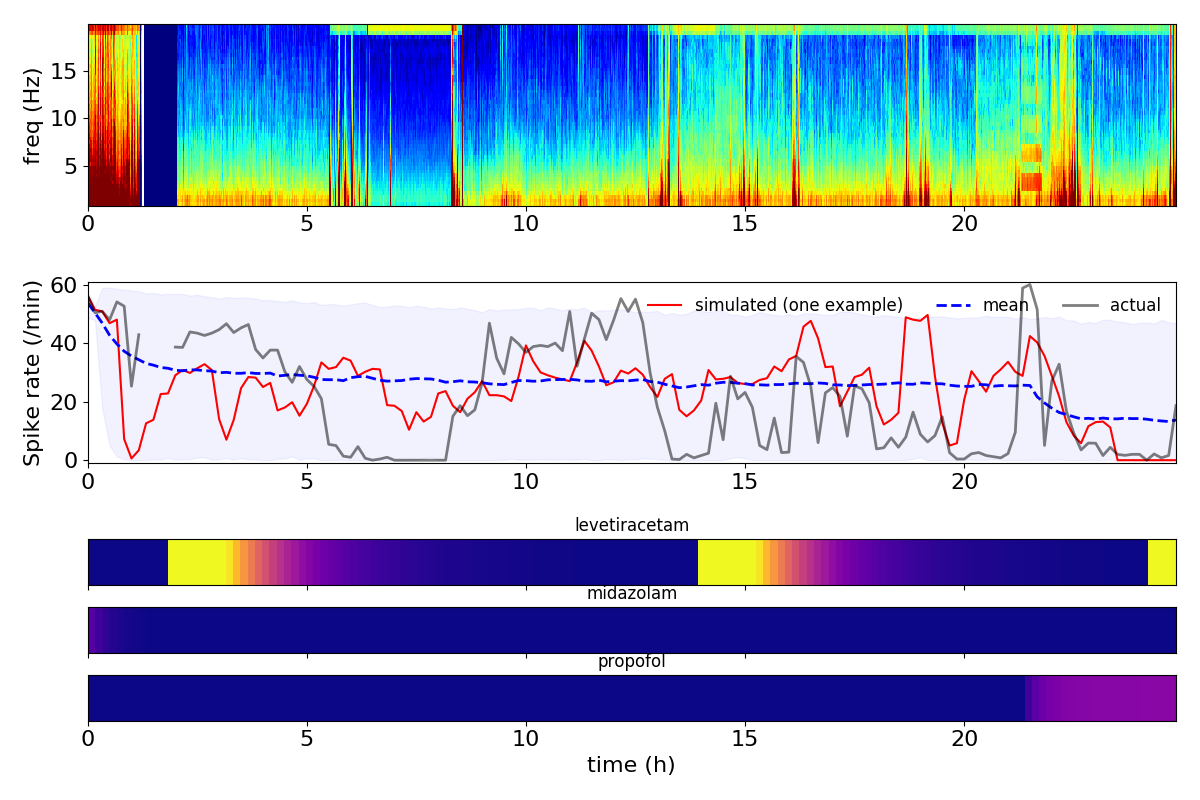 freq (Hz)
15
10
5
0 5 10 15 20
Spike rate (/min)
60
40
20
0
simulated (one example) mean actual
0 5 10 15 20
levetiracetam
midazolam
propofol
0 5 10 15 20
time (h)